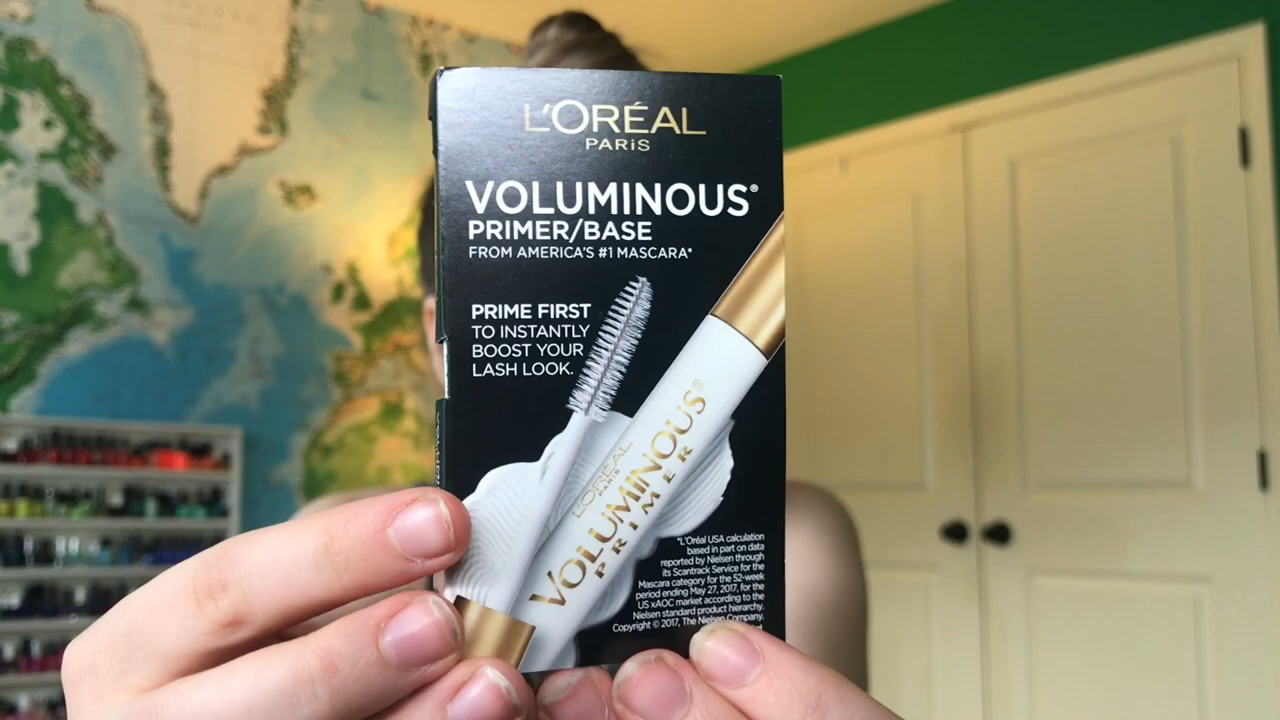 L'ORÉAL
PARIS
VOLUMINOUS®
PRIMER/BASE
FROM AMERICA'S #1 MASCARA*
PRIME FIRST
TO INSTANTLY
BOOST YOUR
LASH LOOK.
L'ORÉAL
PARIS
VOLUMINOUS®
PRIMER
*L'Oréal USA calculation
based in part on data
reported by Nielsen through
its Scantrack Service for the
Mascara category for the 52-week
period ending May 27, 2017, for the
US xAOC market according to the
Nielsen standard product hierarchy.
Copyright © 2017, The Nielsen Company.